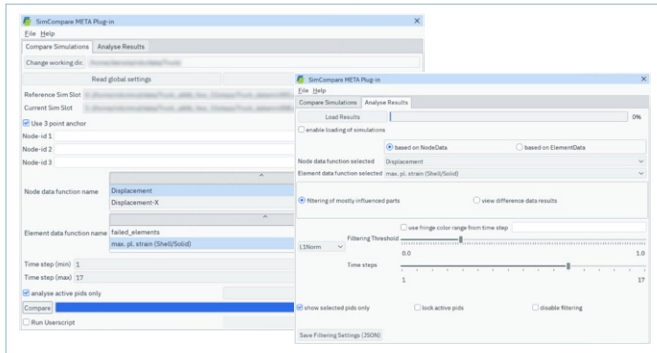 SimCompare META Plug-in
File Help
Compare Simulations Analyse Results
Change working dir.
Read global settings
Reference Sim Slot
Current Sim Slot
Use 3 point anchor
Node-id 1
Node-id 2
Node-id 3
Node data function name
Displacement
Displacement-X
Element data function name
failed_elements
max. pl. strain (Shell/Solid)
Time step (min) 1
Time step (max) 17
analyse active pids only
Compare
Run Userscript
SimCompare META Plug-in
File Help
Compare Simulations Analyse Results
Load Results 0%
enable loading of simulations
based on NodeData based on ElementData
Node data function selected Displacement
Element data function selected max. pl. strain (Shell/Solid)
filtering of mostly influenced parts view difference data results
use fringe color range from time step
L1Norm Filtering Threshold
0.0 1.0
Time steps
1 17
show selected pids only lock active pids disable filtering
Save Filtering Settings (JSON)